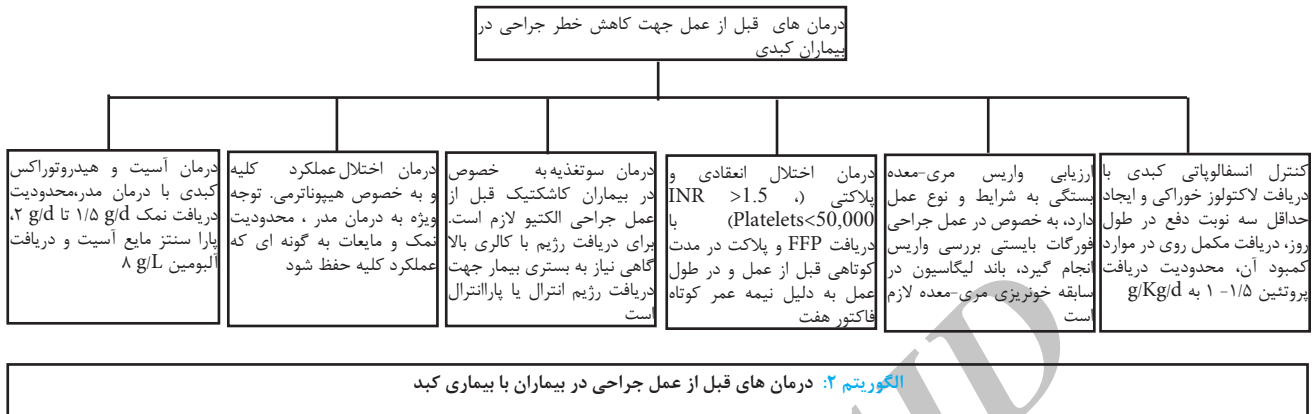 درمان های قبل از عمل جهت کاهش خطر جراحی در
بیماران کبدی
کنترل انسفالوپاتی کبدی با
دریافت لاکتولوز خوراکی و ایجاد
حداقل سه نوبت دفع در طول
روز، دریافت مکمل روی در موارد
کمبود آن، محدودیت دریافت
پروتئین ۱/۵- ۱ به g/Kg/d
ارزیابی واریس مری-معده
بستگی به شرایط و نوع عمل
دارد، به خصوص در عمل جراحی
فورگات بایستی بررسی واریس
انجام گیرد، باند لیگاسیون در
سابقه خونریزی مری-معده لازم
است
درمان اختلال انعقادی و
پلاکتی (، INR >1.5
Platelets<50,000) با
دریافت FFP و پلاکت در مدت
کوتاهی قبل از عمل و در طول
عمل به دلیل نیمه عمر کوتاه
فاکتور هفت
درمان سوتغذیه به خصوص
در بیماران کاشکتیک قبل از
عمل جراحی الکتیو لازم است.
برای دریافت رژیم با کالری بالا
گاهی نیاز به بستری بیمار جهت
دریافت رژیم انترال یا پاراانترال
است
درمان اختلال عملکرد کلیه
و به خصوص هیپوناترمی. توجه
ویژه به درمان مدر ، محدودیت
نمک و مایعات به گونه ای که
عملکرد کلیه حفظ شود
درمان آسیت و هیدروتوراکس
کبدی با درمان مدر،محدودیت
دریافت نمک ۱/۵ g/d تا ۲ g/d،
پارا سنتز مایع آسیت و دریافت
آلبومین ۸ g/L
الگوریتم ۲: درمان های قبل از عمل جراحی در بیماران با بیماری کبد